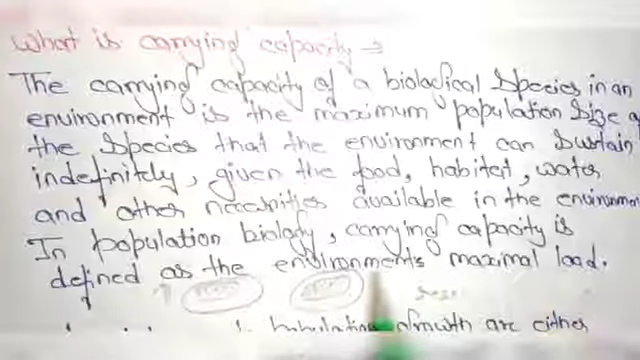 What is carrying capacity →
The carrying capacity of a biological Species in an
environment is the maximum population Size of
the Species that the environment can Sustain
indefinitely, given the food, habitat, water
and other necessities available in the environment
In population biology, carrying capacity is
defined as the environments maximal load.
population growth are either